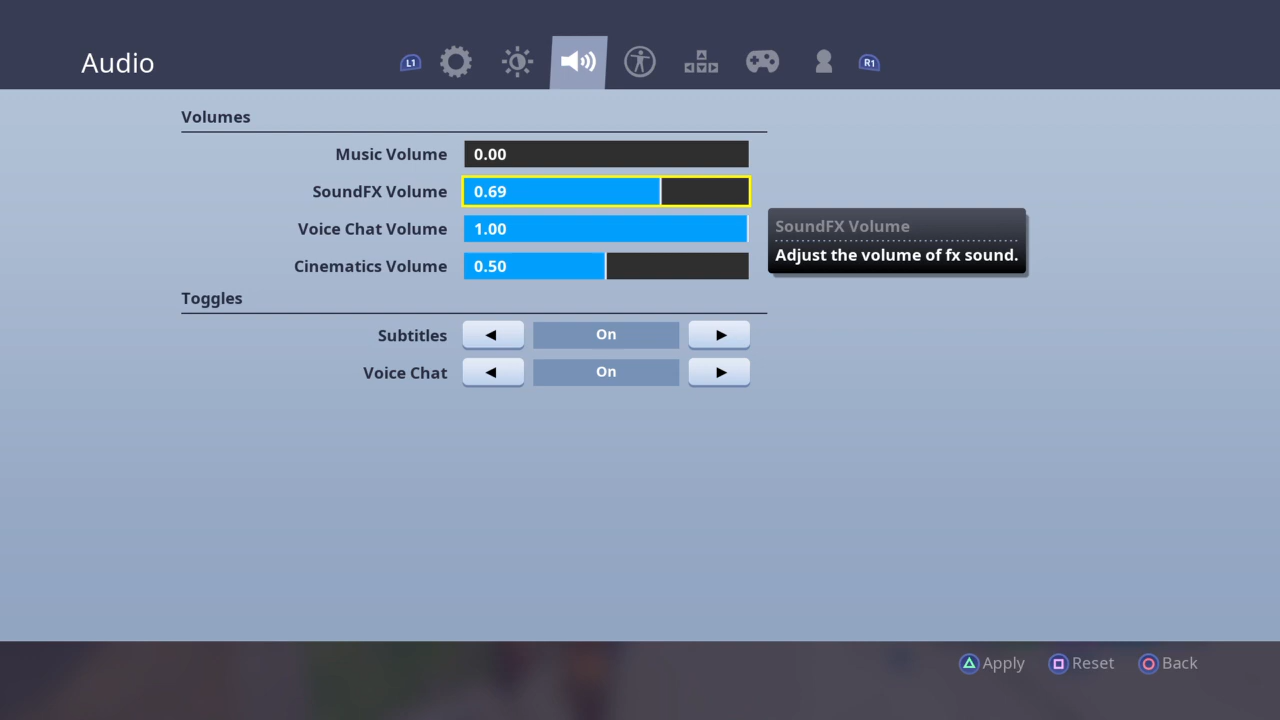 Audio
L1
R1
Volumes
Music Volume 0.00
SoundFX Volume 0.69
Voice Chat Volume 1.00
Cinematics Volume 0.50
SoundFX Volume
Adjust the volume of fx sound.
Toggles
Subtitles On
Voice Chat On
Apply Reset Back